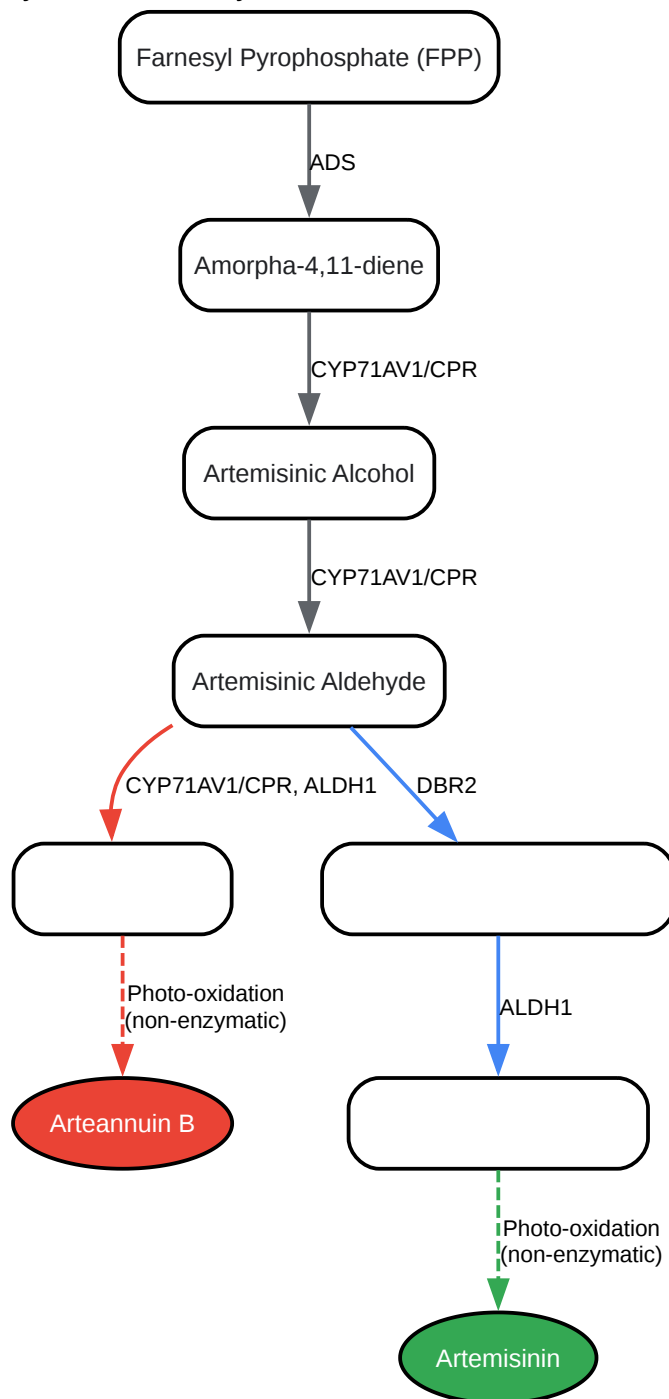 Farnesyl Pyrophosphate (FPP)
ADS
Amorpha-4,11-diene
CYP71AV1/CPR
Artemisinic Alcohol
CYP71AV1/CPR
Artemisinic Aldehyde
CYP71AV1/CPR, ALDH1
DBR2
Photo-oxidation
(non-enzymatic)
ALDH1
Arteannuin B
Photo-oxidation
(non-enzymatic)
Artemisinin